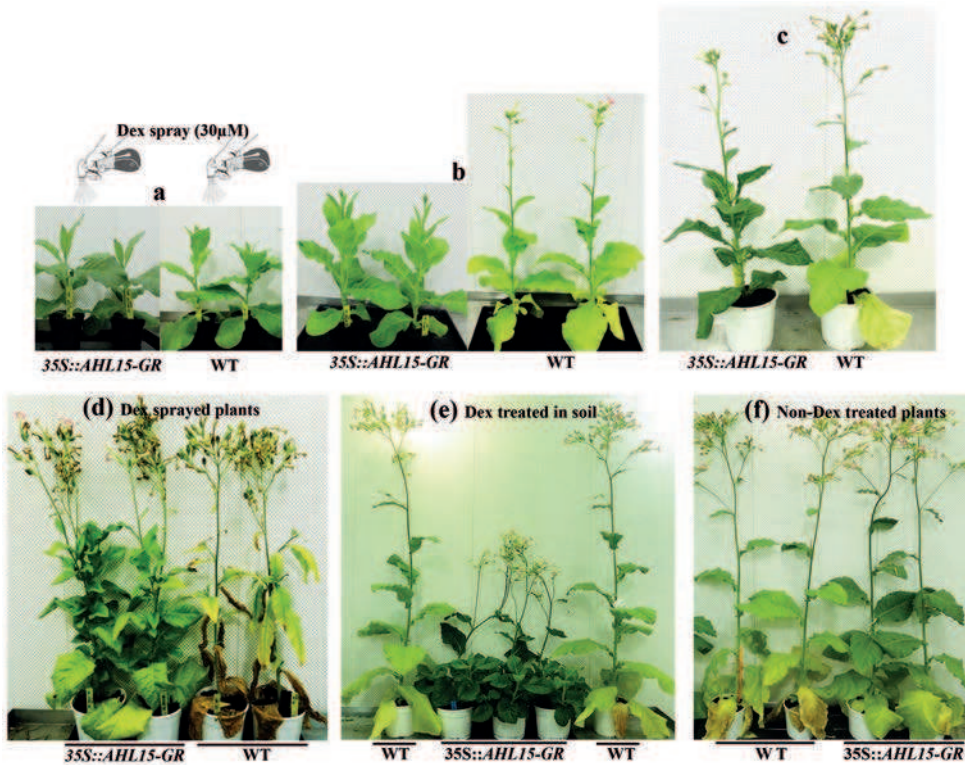 c
Dex spray (30µM)
a
b
35S::AHL15-GR
WT
35S::AHL15-GR
WT
35S::AHL15-GR
WT
(d) Dex sprayed plants
(e) Dex treated in soil
(f) Non-Dex treated plants
35S::AHL15-GR
WT
WT
35S::AHL15-GR
WT
W T
35S::AHL15-GR